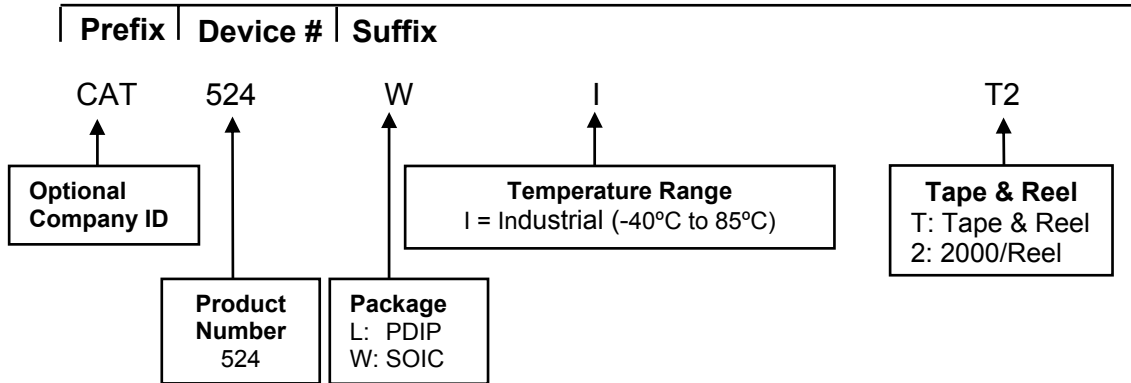 Prefix Device # Suffix
CAT 524 W I T2
Optional
Company ID
Temperature Range
I = Industrial (-40ºC to 85ºC)
Tape & Reel
T: Tape & Reel
2: 2000/Reel
Product
Number
524
Package
L: PDIP
W: SOIC